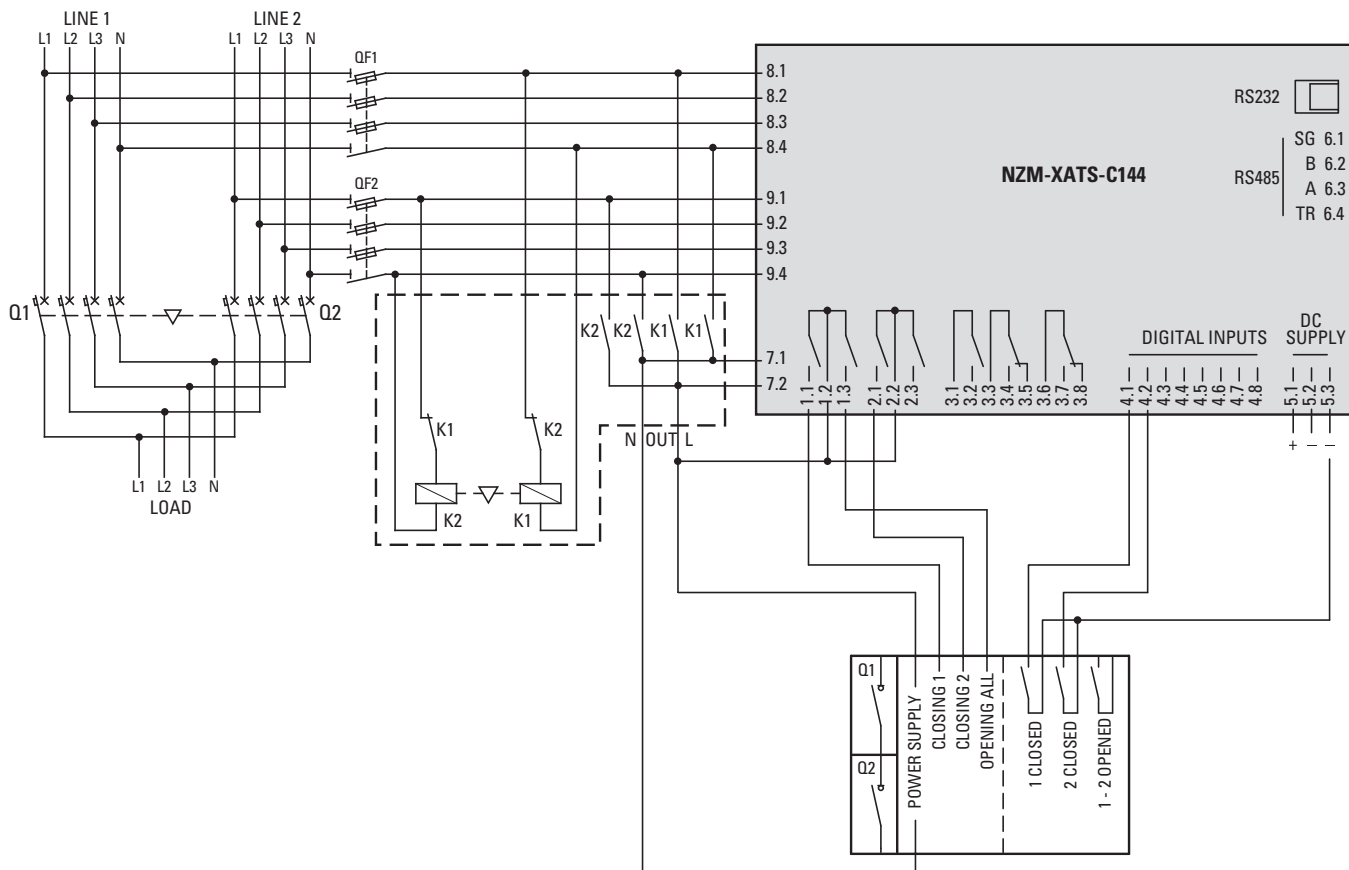 LINE 1 LINE 2
L1 L2 L3 N L1 L2 L3 N
QF1
8.1
8.2
8.3
8.4
QF2
9.1
9.2
9.3
9.4
RS232
SG 6.1
B 6.2
RS485
A 6.3
TR 6.4
NZM-XATS-C144
Q1 Q2
K2 K2 K1 K1
7.1
7.2
DIGITAL INPUTS
DC
SUPPLY
1.1 1.2 1.3 2.1 2.2 2.3 3.1 3.2 3.3 3.4 3.5 3.6 3.7 3.8 4.1 4.2 4.3 4.4 4.5 4.6 4.7 4.8 5.1 5.2 5.3
+ − −
K1 K2
N OUT L
L1 L2 L3 N
LOAD
K2 K1
Q1
Q2
POWER SUPPLY
CLOSING 1
CLOSING 2
OPENING ALL
1 CLOSED
2 CLOSED
1 - 2 OPENED